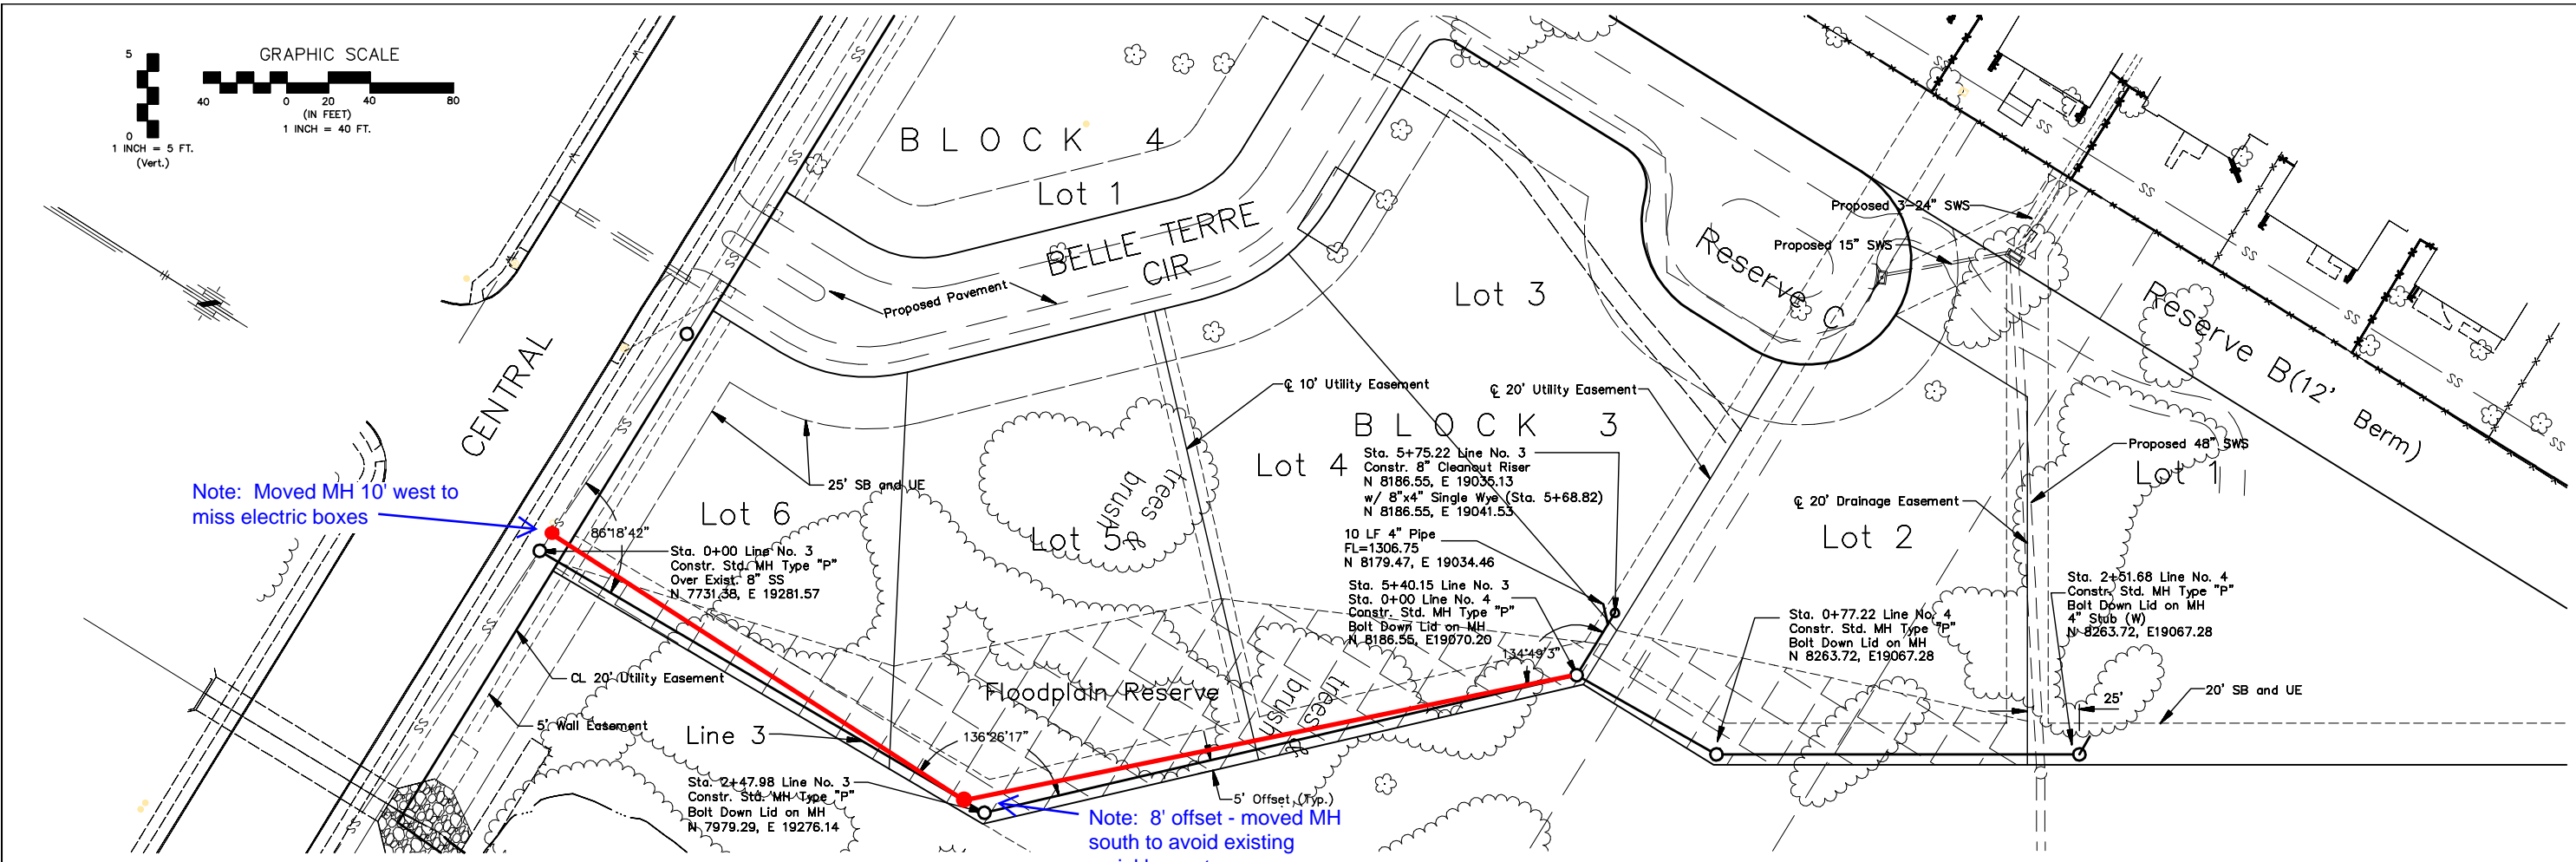 GRAPHIC SCALE
5
0
1 INCH = 5 FT.
(Vert.)
40 0 20 40 80
(IN FEET)
1 INCH = 40 FT.
BLOCK 4
Lot 1
BELLE TERRE
CIR
Proposed Pavement
CENTRAL
Lot 3
Reserve C
Proposed 3-24" SWS
Proposed 15" SWS
Reserve B(12' Berm)
℄ 10' Utility Easement
℄ 20' Utility Easement
BLOCK 3
Lot 4
Sta. 5+75.22 Line No. 3
Constr. 8" Cleanout Riser
N 8186.55, E 19035.13
w/ 8"x4" Single Wye (Sta. 5+68.82)
N 8186.55, E 19041.53
10 LF 4" Pipe
FL=1306.75
N 8179.47, E 19034.46
Sta. 5+40.15 Line No. 3
Sta. 0+00 Line No. 4
Constr. Std. MH Type "P"
Bolt Down Lid on MH
N 8186.55, E19070.20
134°49'3"
Proposed 48" SWS
Lot 1
℄ 20' Drainage Easement
Lot 2
Sta. 2+51.68 Line No. 4
Constr. Std. MH Type "P"
Bolt Down Lid on MH
4" Stub (W)
N 8263.72, E19067.28
Sta. 0+77.22 Line No. 4
Constr. Std. MH Type "P"
Bolt Down Lid on MH
N 8263.72, E19067.28
25'
20' SB and UE
25' SB and UE
Lot 6
Lot 5
trees &
brush
Note: Moved MH 10' west to
miss electric boxes
86°18'42"
Sta. 0+00 Line No. 3
Constr. Std. MH Type "P"
Over Exist. 8" SS
N 7731.38, E 19281.57
CL 20' Utility Easement
5' Wall Easement
Floodplain Reserve
trees &
brush
Line 3
136°26'17"
Sta. 2+47.98 Line No. 3
Constr. Std. MH Type "P"
Bolt Down Lid on MH
N 7979.29, E 19276.14
5' Offset (Typ.)
Note: 8' offset - moved MH
south to avoid existing
SS
SS
SS
SS
SS
SS
SS
SS
SS
SS
SS
SS
SS